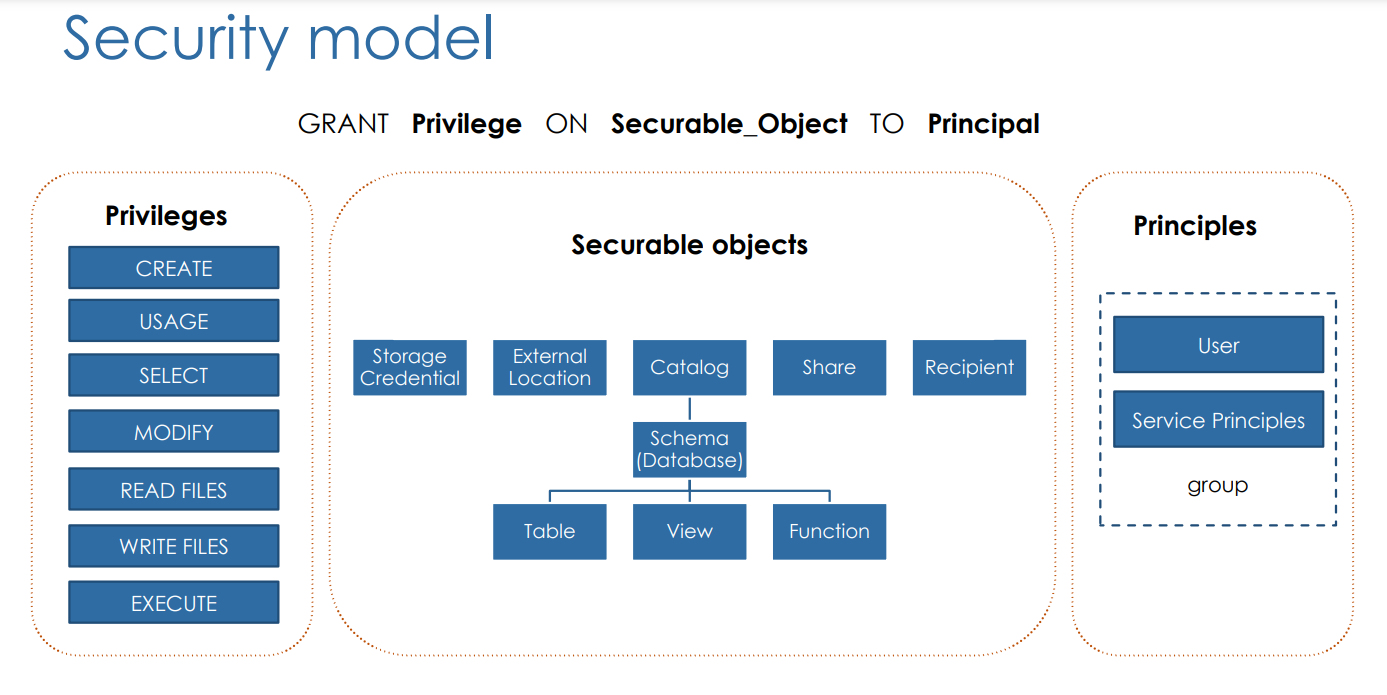 Security model
GRANT Privilege ON Securable_Object TO Principal
Privileges
CREATE
USAGE
SELECT
MODIFY
READ FILES
WRITE FILES
EXECUTE
Securable objects
Storage
Credential
External
Location
Catalog
Share
Recipient
Schema
(Database)
Table
View
Function
Principles
User
Service Principles
group